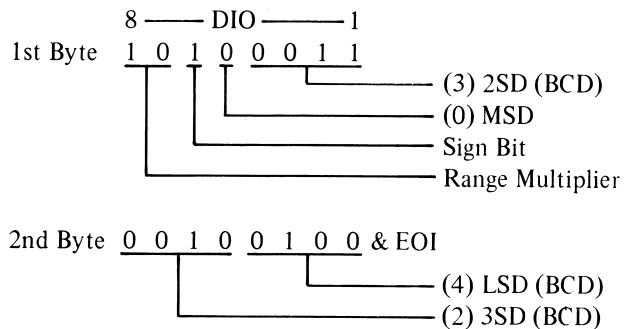 8 DIO 1
1st Byte 1 0 1 0 0 0 1 1
(3) 2SD (BCD)
(0) MSD
Sign Bit
Range Multiplier
2nd Byte 0 0 1 0 0 1 0 0 & EOI
(4) LSD (BCD)
(2) 3SD (BCD)